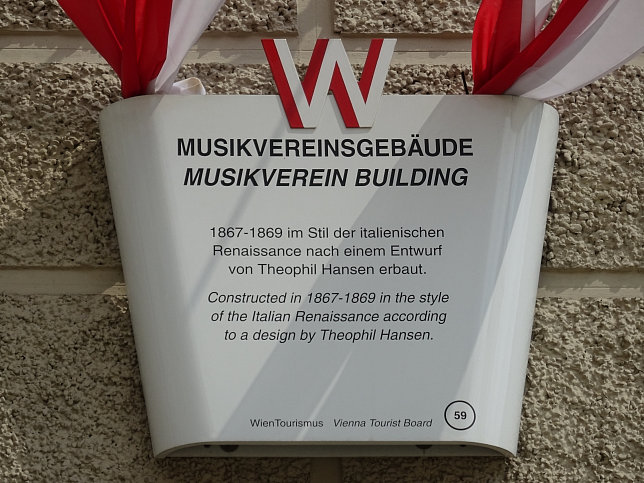 W
MUSIKVEREINSGEBÄUDE
MUSIKVEREIN BUILDING
1867-1869 im Stil der italienischen
Renaissance nach einem Entwurf
von Theophil Hansen erbaut.
Constructed in 1867-1869 in the style
of the Italian Renaissance according
to a design by Theophil Hansen.
WienTourismus Vienna Tourist Board 59